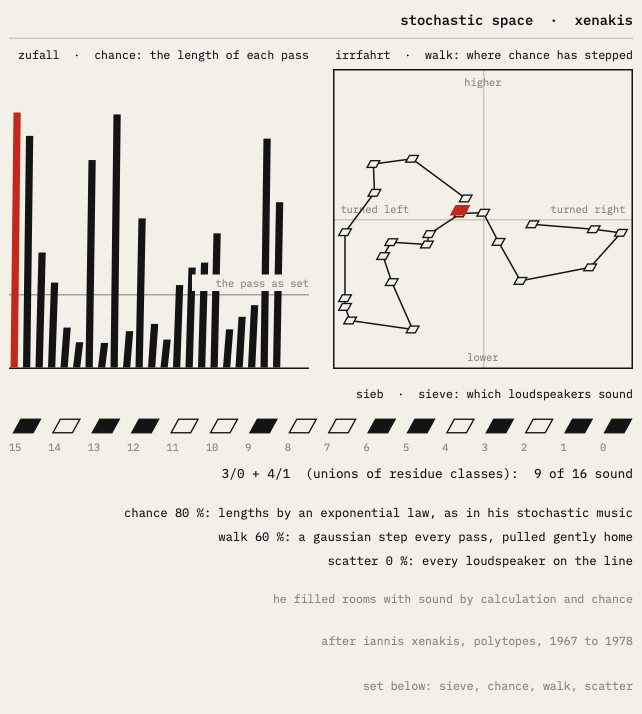 stochastic space · xenakis
zufall · chance: the length of each pass
irrfahrt · walk: where chance has stepped
higher
turned left
turned right
the pass as set
lower
sieb · sieve: which loudspeakers sound
15 14 13 12 11 10 9 8 7 6 5 4 3 2 1 0
3/0 + 4/1 (unions of residue classes): 9 of 16 sound
chance 80 %: lengths by an exponential law, as in his stochastic music
walk 60 %: a gaussian step every pass, pulled gently home
scatter 0 %: every loudspeaker on the line
he filled rooms with sound by calculation and chance
after iannis xenakis, polytopes, 1967 to 1978
set below: sieve, chance, walk, scatter